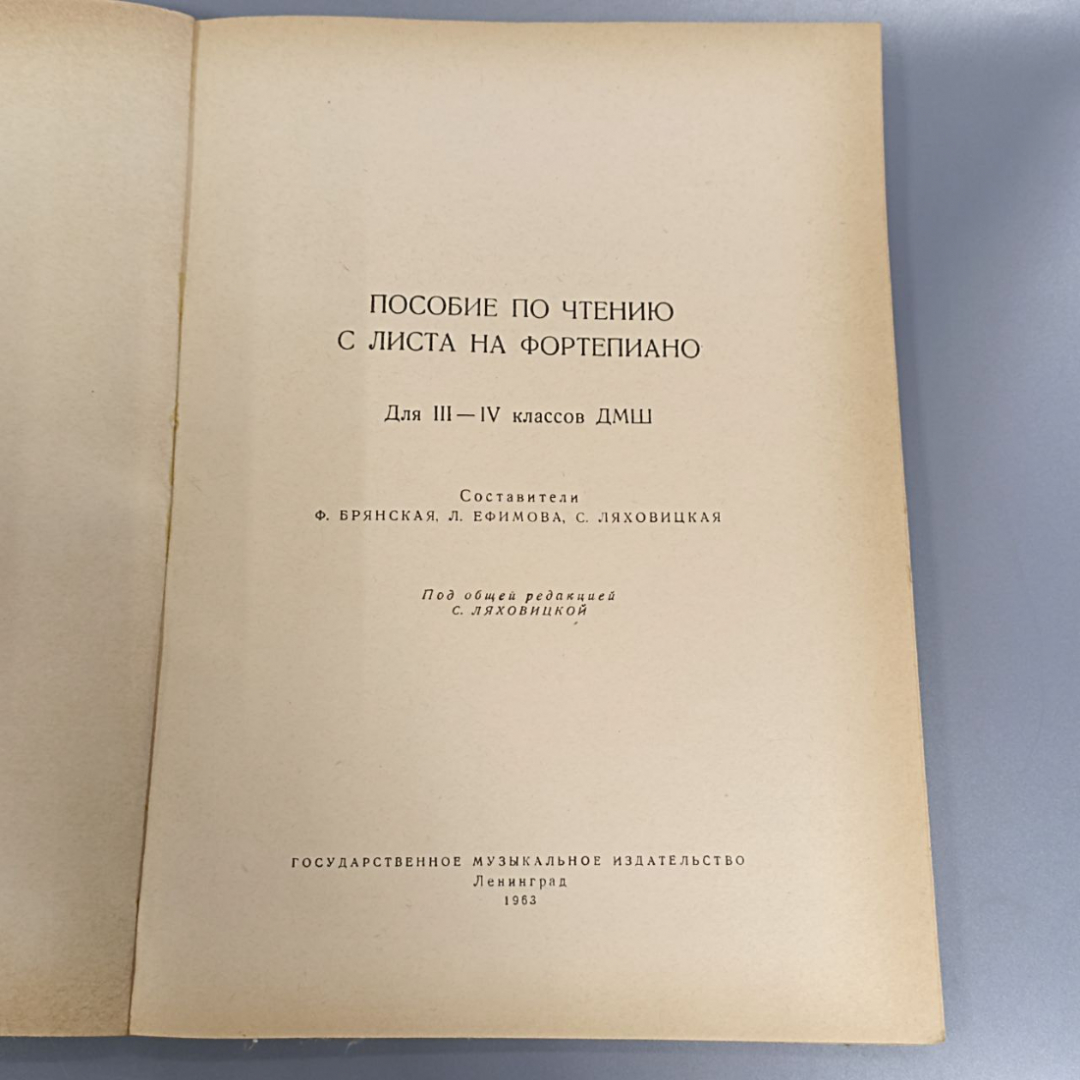 ПОСОБИЕ ПО ЧТЕНИЮ
С ЛИСТА НА ФОРТЕПИАНО
Для III — IV классов ДМШ
Составители
Ф. БРЯНСКАЯ, Л. ЕФИМОВА, С. ЛЯХОВИЦКАЯ
Под общей редакцией
С. ЛЯХОВИЦКОЙ
ГОСУДАРСТВЕННОЕ МУЗЫКАЛЬНОЕ ИЗДАТЕЛЬСТВО
Ленинград
1963